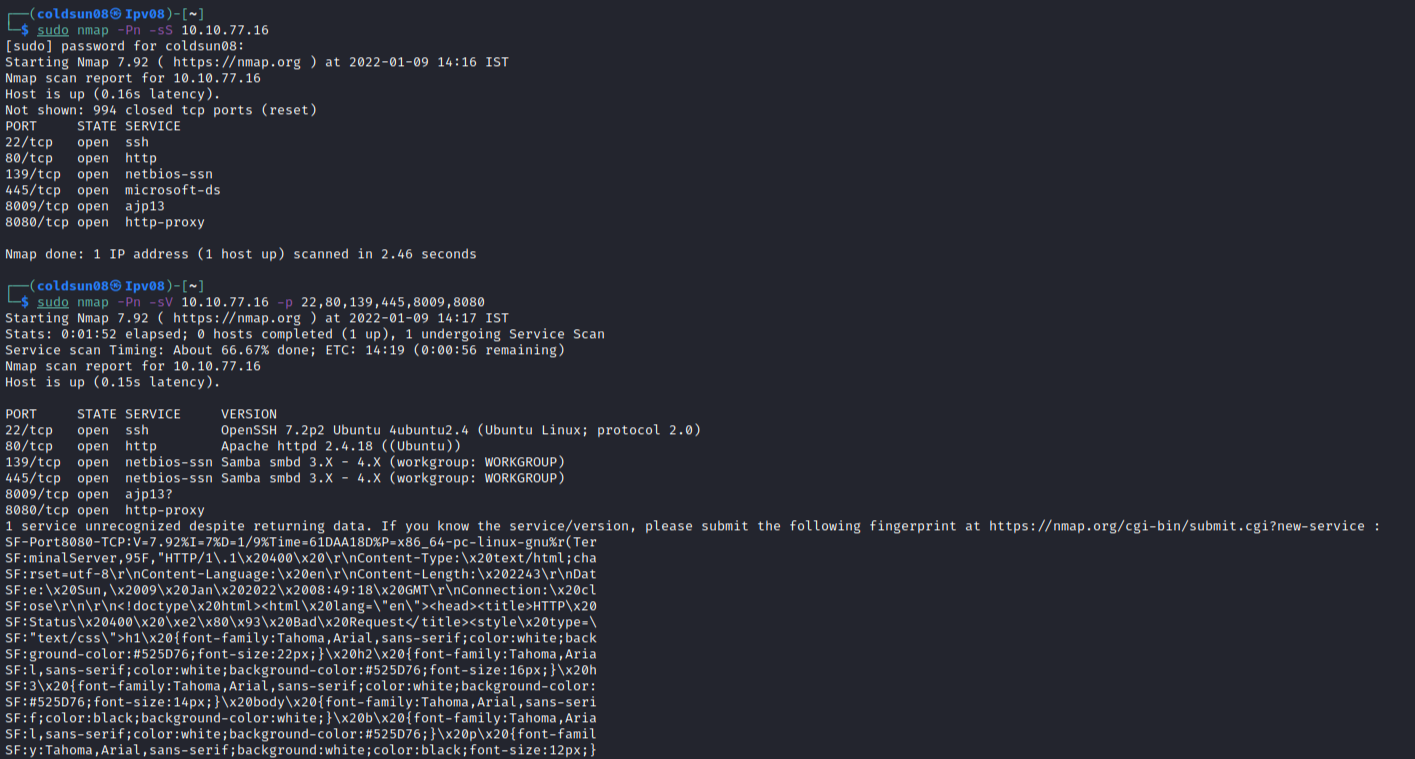 ┌──(coldsun08㉿Ipv08)-[~]
└─$ sudo nmap -Pn -sS 10.10.77.16
[sudo] password for coldsun08:
Starting Nmap 7.92 ( https://nmap.org ) at 2022-01-09 14:16 IST
Nmap scan report for 10.10.77.16
Host is up (0.16s latency).
Not shown: 994 closed tcp ports (reset)
PORT     STATE SERVICE
22/tcp   open  ssh
80/tcp   open  http
139/tcp  open  netbios-ssn
445/tcp  open  microsoft-ds
8009/tcp open  ajp13
8080/tcp open  http-proxy
Nmap done: 1 IP address (1 host up) scanned in 2.46 seconds
┌──(coldsun08㉿Ipv08)-[~]
└─$ sudo nmap -Pn -sV 10.10.77.16 -p 22,80,139,445,8009,8080
Starting Nmap 7.92 ( https://nmap.org ) at 2022-01-09 14:17 IST
Stats: 0:01:52 elapsed; 0 hosts completed (1 up), 1 undergoing Service Scan
Service scan Timing: About 66.67% done; ETC: 14:19 (0:00:56 remaining)
Nmap scan report for 10.10.77.16
Host is up (0.15s latency).
PORT     STATE SERVICE     VERSION
22/tcp   open  ssh         OpenSSH 7.2p2 Ubuntu 4ubuntu2.4 (Ubuntu Linux; protocol 2.0)
80/tcp   open  http        Apache httpd 2.4.18 ((Ubuntu))
139/tcp  open  netbios-ssn Samba smbd 3.X - 4.X (workgroup: WORKGROUP)
445/tcp  open  netbios-ssn Samba smbd 3.X - 4.X (workgroup: WORKGROUP)
8009/tcp open  ajp13?
8080/tcp open  http-proxy
1 service unrecognized despite returning data. If you know the service/version, please submit the following fingerprint at https://nmap.org/cgi-bin/submit.cgi?new-service :
SF-Port8080-TCP:V=7.92%I=7%D=1/9%Time=61DAA18D%P=x86_64-pc-linux-gnu%r(Ter
SF:minalServer,95F,"HTTP/1\.1\x20400\x20\r\nContent-Type:\x20text/html;cha
SF:rset=utf-8\r\nContent-Language:\x20en\r\nContent-Length:\x202243\r\nDat
SF:e:\x20Sun,\x2009\x20Jan\x202022\x2008:49:18\x20GMT\r\nConnection:\x20cl
SF:ose\r\n\r\n<!doctype\x20html><html\x20lang=\"en\"><head><title>HTTP\x20
SF:Status\x20400\x20\xe2\x80\x93\x20Bad\x20Request</title><style\x20type=\
SF:"text/css\">h1\x20{font-family:Tahoma,Arial,sans-serif;color:white;back
SF:ground-color:#525D76;font-size:22px;}\x20h2\x20{font-family:Tahoma,Aria
SF:l,sans-serif;color:white;background-color:#525D76;font-size:16px;}\x20h
SF:3\x20{font-family:Tahoma,Arial,sans-serif;color:white;background-color:
SF:#525D76;font-size:14px;}\x20body\x20{font-family:Tahoma,Arial,sans-seri
SF:f;color:black;background-color:white;}\x20b\x20{font-family:Tahoma,Aria
SF:l,sans-serif;color:white;background-color:#525D76;}\x20p\x20{font-famil
SF:y:Tahoma,Arial,sans-serif;background:white;color:black;font-size:12px;}